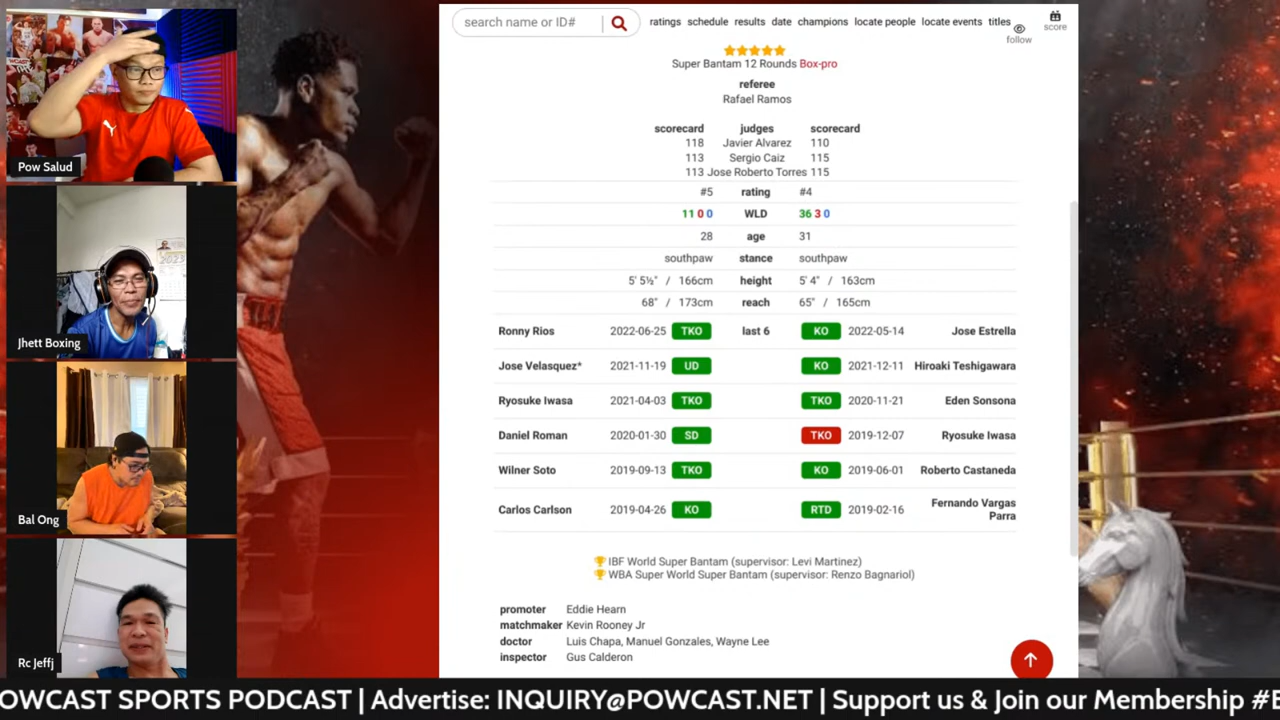 search name or ID#
ratings schedule results date champions locate people locate events titles
follow
score
Super Bantam 12 Rounds Box-pro
referee
Rafael Ramos
scorecard judges scorecard
118 Javier Alvarez 110
113 Sergio Caiz 115
113 Jose Roberto Torres 115
#5 rating #4
11 0 0 WLD 36 3 0
28 age 31
southpaw stance southpaw
5' 5½" / 166cm height 5' 4" / 163cm
68" / 173cm reach 65" / 165cm
Ronny Rios 2022-06-25 TKO last 6 KO 2022-05-14 Jose Estrella
Jose Velasquez* 2021-11-19 UD KO 2021-12-11 Hiroaki Teshigawara
Ryosuke Iwasa 2021-04-03 TKO TKO 2020-11-21 Eden Sonsona
Daniel Roman 2020-01-30 SD TKO 2019-12-07 Ryosuke Iwasa
Wilner Soto 2019-09-13 TKO KO 2019-06-01 Roberto Castaneda
Carlos Carlson 2019-04-26 KO RTD 2019-02-16 Fernando Vargas
Parra
IBF World Super Bantam (supervisor: Levi Martinez)
WBA Super World Super Bantam (supervisor: Renzo Bagnariol)
promoter Eddie Hearn
matchmaker Kevin Rooney Jr
doctor Luis Chapa, Manuel Gonzales, Wayne Lee
inspector Gus Calderon
Pow Salud
Jhett Boxing
Bal Ong
Rc Jeffj
OWCAST SPORTS PODCAST | Advertise: INQUIRY@POWCAST.NET | Support us & Join our Membership #E